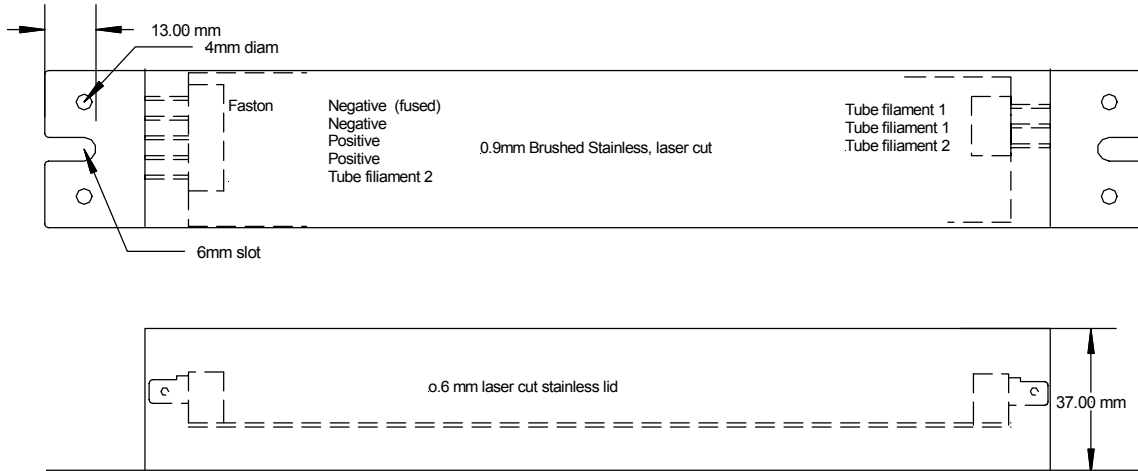 13.00 mm
4mm diam
Faston
Negative (fused)
Negative
Positive
Positive
Tube filiament 2
0.9mm Brushed Stainless, laser cut
Tube filament 1
Tube filament 1
Tube filiament 2
6mm slot
o.6 mm laser cut stainless lid
37.00 mm